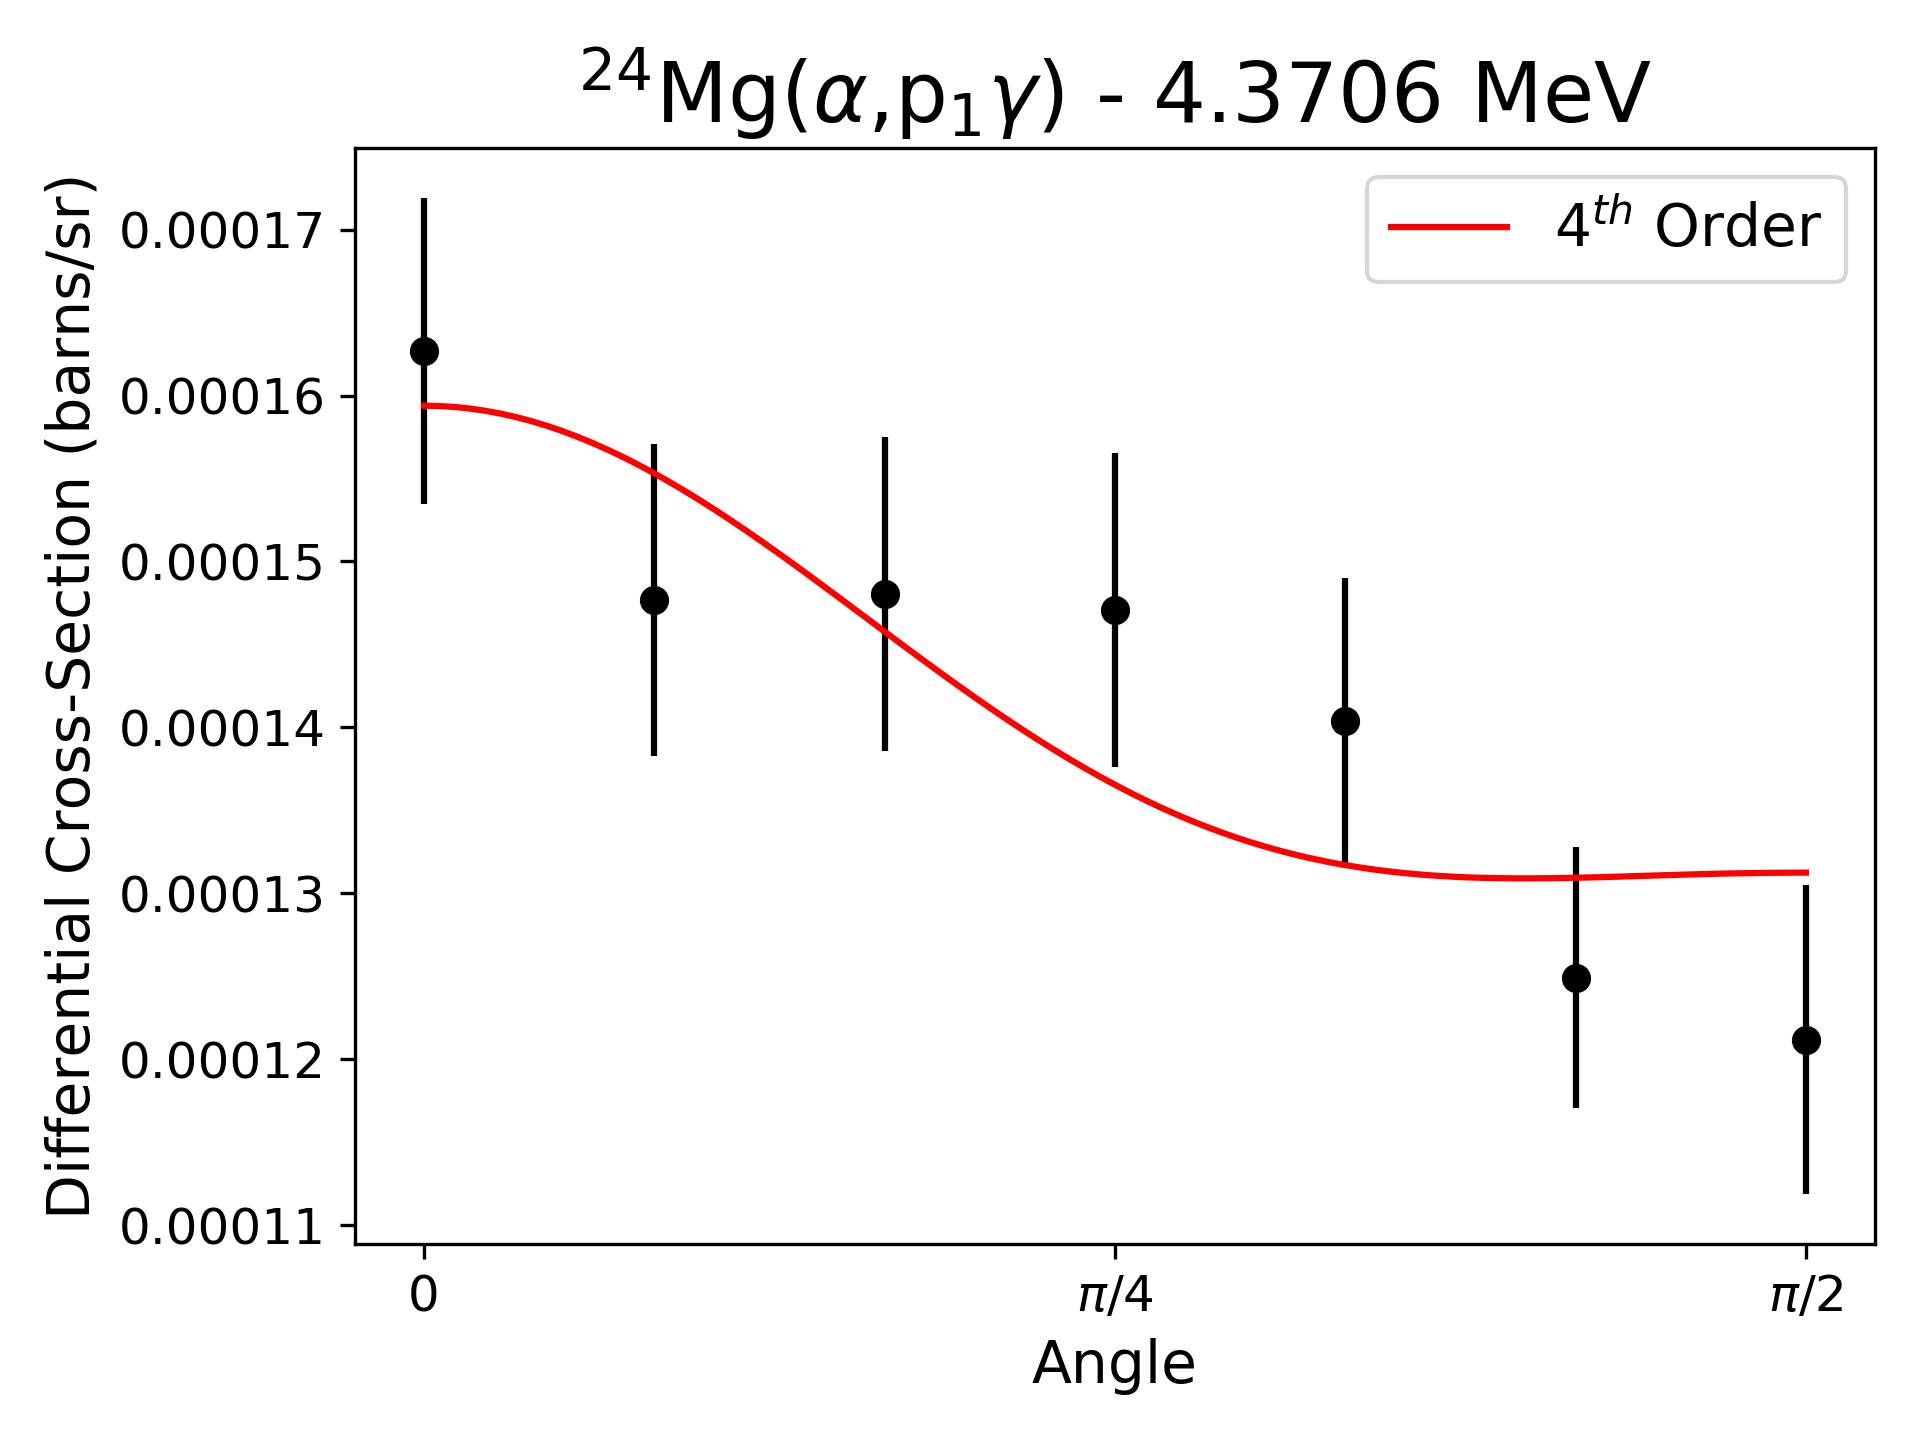 ²⁴Mg(α,p₁γ) - 4.3706 MeV
4ᵗʰ Order
Differential Cross-Section (barns/sr)
0.00017
0.00016
0.00015
0.00014
0.00013
0.00012
0.00011
0 π/4 π/2
Angle